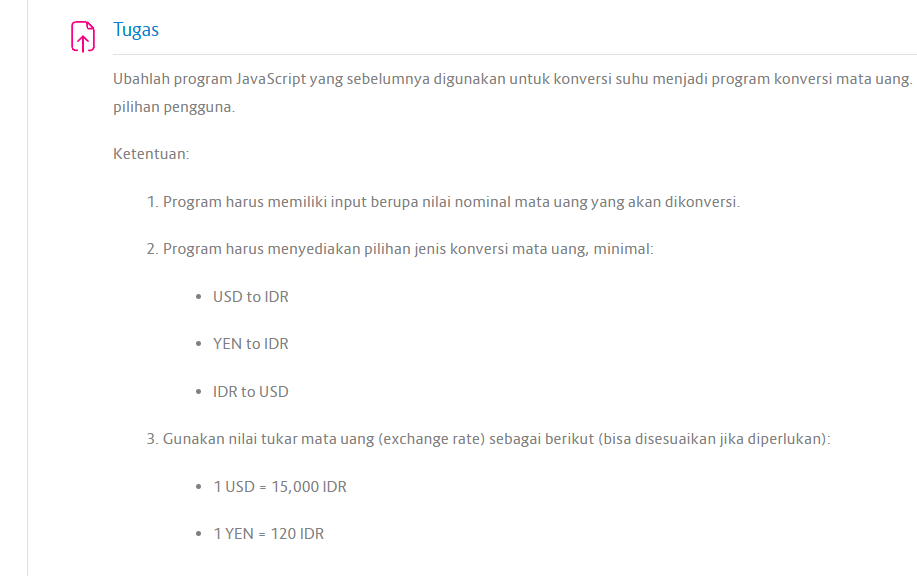 Tugas
Ubahlah program JavaScript yang sebelumnya digunakan untuk konversi suhu menjadi program konversi mata uang.
pilihan pengguna.
Ketentuan:
1. Program harus memiliki input berupa nilai nominal mata uang yang akan dikonversi.
2. Program harus menyediakan pilihan jenis konversi mata uang, minimal:
• USD to IDR
• YEN to IDR
• IDR to USD
3. Gunakan nilai tukar mata uang (exchange rate) sebagai berikut (bisa disesuaikan jika diperlukan):
• 1 USD = 15,000 IDR
• 1 YEN = 120 IDR